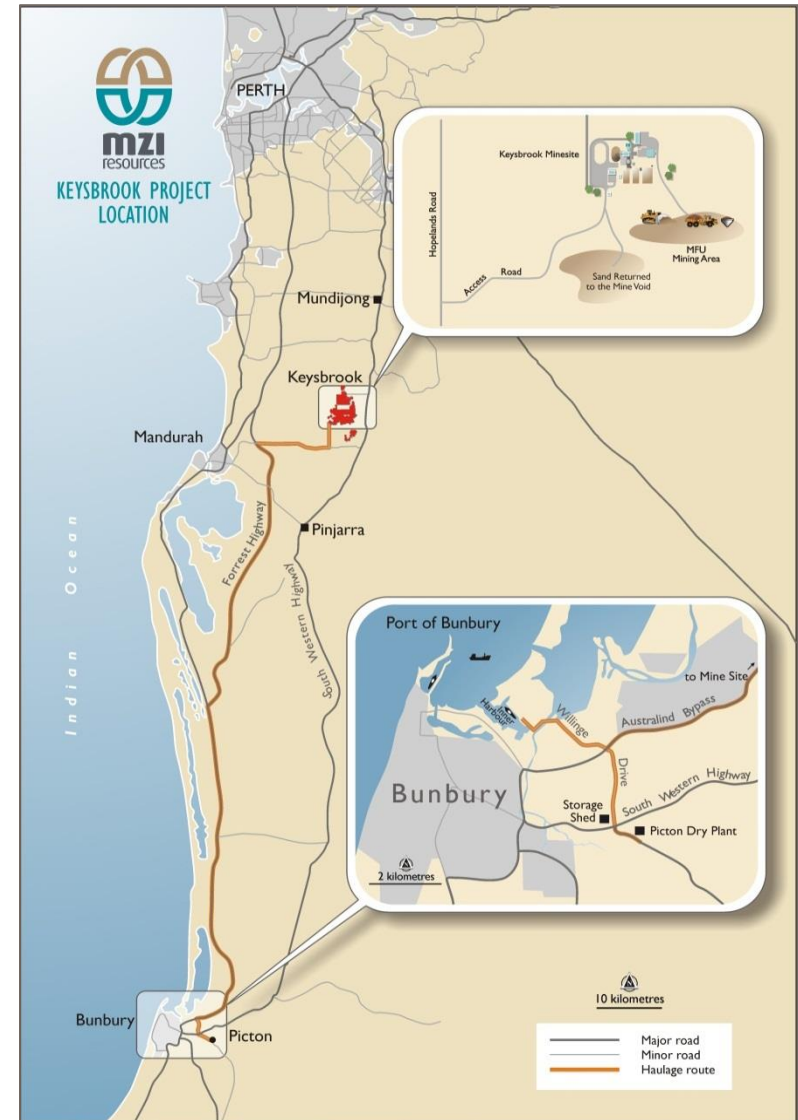 PERTH
mzi
resources
KEYSBROOK PROJECT
LOCATION
Keysbrook Minesite
Hopelands Road
MFU
Mining Area
Access Road
Sand Returned
to the Mine Void
Mundijong
Keysbrook
Mandurah
Forrest Highway
Pinjarra
South Western Highway
Indian Ocean
Port of Bunbury
to Mine Site
Inner
Harbour
Willinge Drive
Australind Bypass
Bunbury
South Western Highway
Storage
Shed
Picton Dry Plant
2 kilometres
10 kilometres
Bunbury
Picton
Major road
Minor road
Haulage route